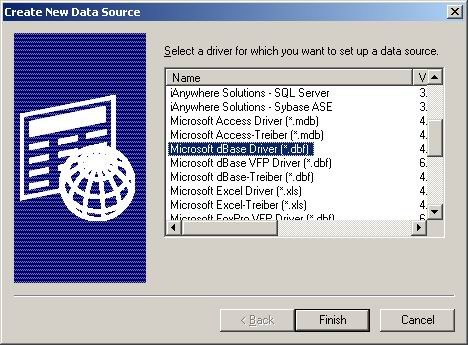 Create New Data Source
Select a driver for which you want to set up a data source.
Name V
iAnywhere Solutions - SQL Server 3.
iAnywhere Solutions - Sybase ASE 3.
Microsoft Access Driver (*.mdb) 4.
Microsoft Access-Treiber (*.mdb) 4.
Microsoft dBase Driver (*.dbf) 4.
Microsoft dBase VFP Driver (*.dbf) 6.
Microsoft dBase-Treiber (*.dbf) 4.
Microsoft Excel Driver (*.xls) 4.
Microsoft Excel-Treiber (*.xls) 4.
Microsoft FoxPro VFP Driver (*.dbf) 6.
< Back Finish Cancel